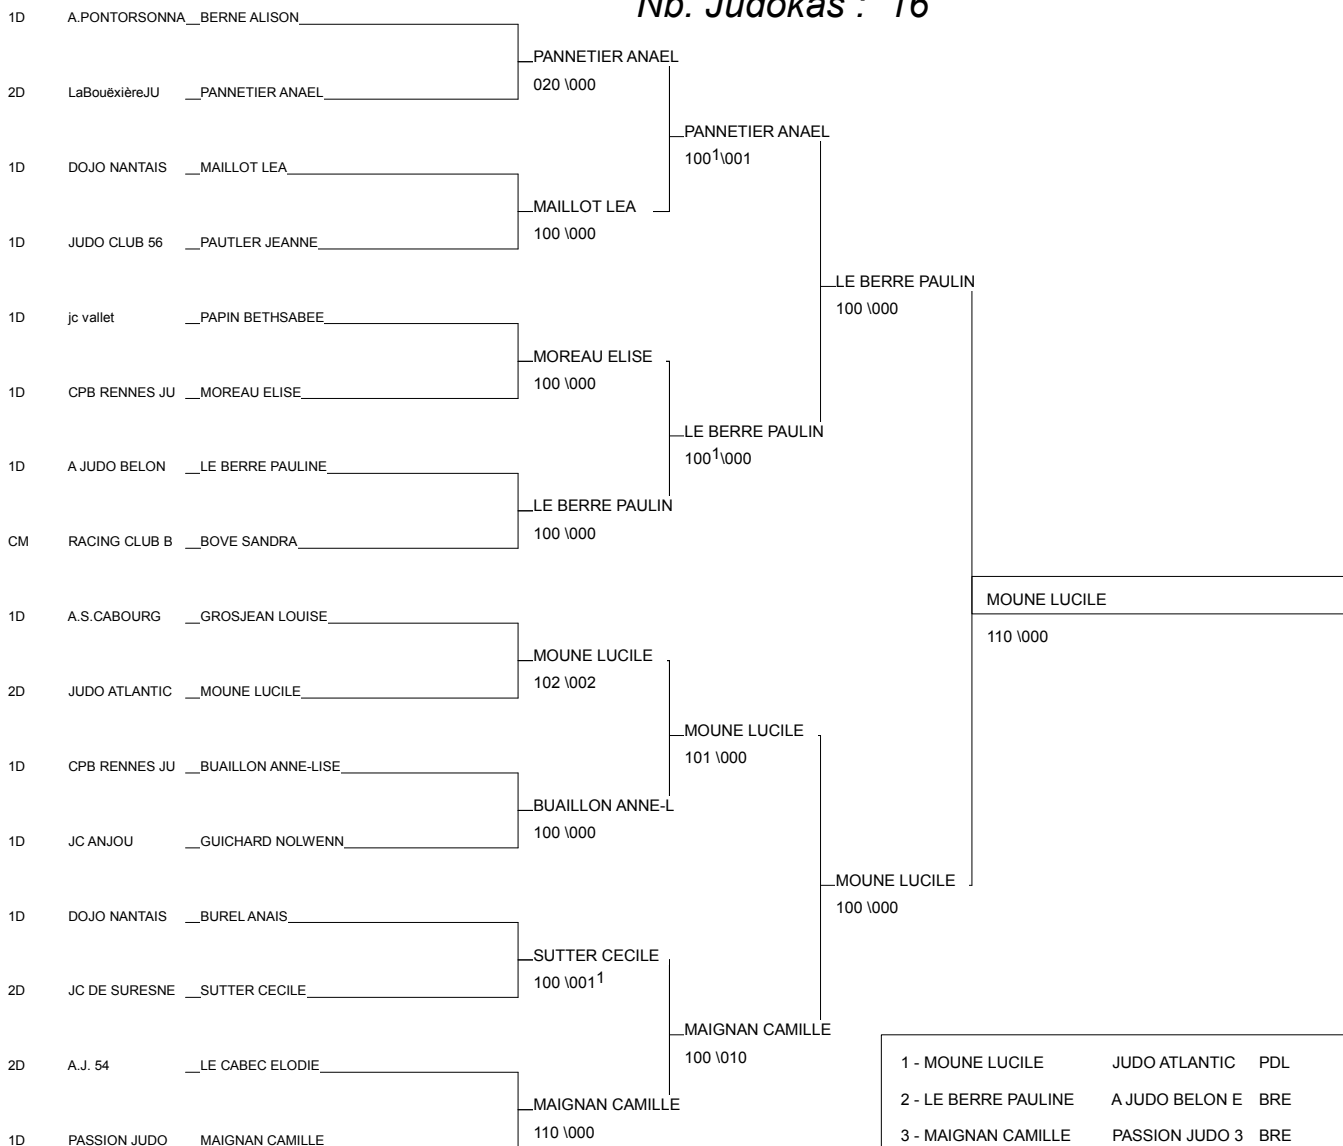 Nb. Judokas : 16
1D A.PONTORSONNA BERNE ALISON
PANNETIER ANAEL
020 \000
2D LaBouëxièreJU PANNETIER ANAEL
PANNETIER ANAEL
100¹\001
1D DOJO NANTAIS MAILLOT LEA
MAILLOT LEA
100 \000
1D JUDO CLUB 56 PAUTLER JEANNE
LE BERRE PAULIN
100 \000
1D jc vallet PAPIN BETHSABEE
MOREAU ELISE
100 \000
1D CPB RENNES JU MOREAU ELISE
LE BERRE PAULIN
100¹\000
1D A JUDO BELON LE BERRE PAULINE
LE BERRE PAULIN
100 \000
CM RACING CLUB B BOVE SANDRA
MOUNE LUCILE
110 \000
1D A.S.CABOURG GROSJEAN LOUISE
MOUNE LUCILE
102 \002
2D JUDO ATLANTIC MOUNE LUCILE
MOUNE LUCILE
101 \000
1D CPB RENNES JU BUAILLON ANNE-LISE
BUAILLON ANNE-L
100 \000
1D JC ANJOU GUICHARD NOLWENN
MOUNE LUCILE
100 \000
1D DOJO NANTAIS BUREL ANAIS
SUTTER CECILE
100 \001¹
2D JC DE SURESNE SUTTER CECILE
MAIGNAN CAMILLE
100 \010
2D A.J. 54 LE CABEC ELODIE
MAIGNAN CAMILLE
110 \000
1D PASSION JUDO MAIGNAN CAMILLE
1 - MOUNE LUCILE JUDO ATLANTIC PDL
2 - LE BERRE PAULINE A JUDO BELON E BRE
3 - MAIGNAN CAMILLE PASSION JUDO 3 BRE